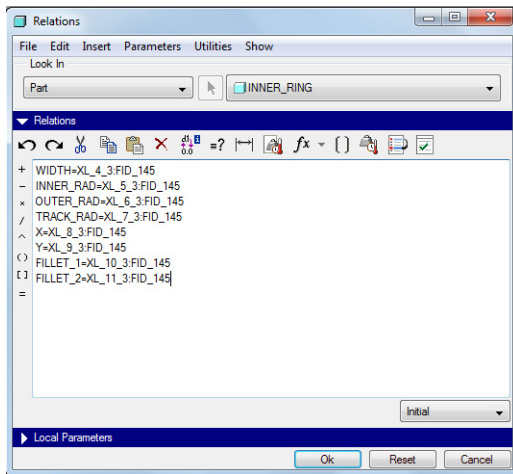 Relations
File Edit Insert Parameters Utilities Show
Look In
Part INNER_RING
Relations
WIDTH=XL_4_3:FID_145
INNER_RAD=XL_5_3:FID_145
OUTER_RAD=XL_6_3:FID_145
TRACK_RAD=XL_7_3:FID_145
X=XL_8_3:FID_145
Y=XL_9_3:FID_145
FILLET_1=XL_10_3:FID_145
FILLET_2=XL_11_3:FID_145
Initial
Local Parameters
Ok Reset Cancel